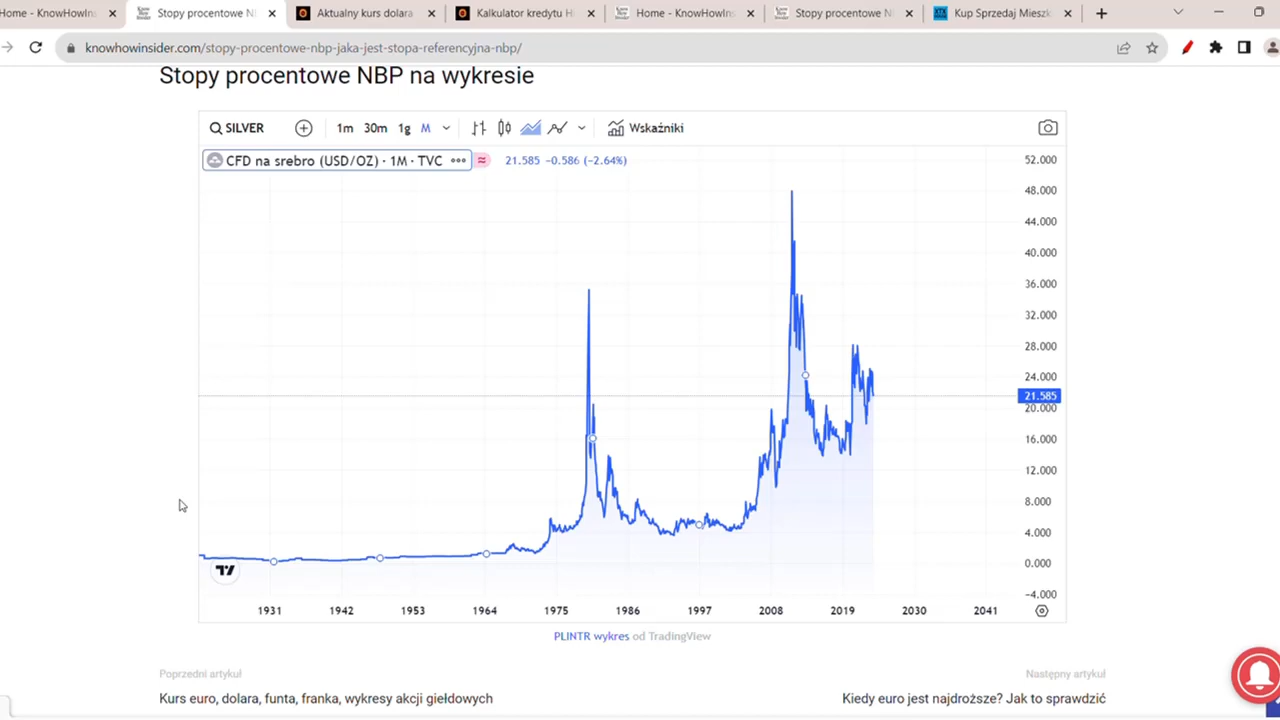 Home - KnowHowIns
Stopy procentowe N
Aktualny kurs dolara
Kalkulator kredytu H
Home - KnowHowIns
Stopy procentowe N
Kup Sprzedaj Mieszk
knowhowinsider.com/stopy-procentowe-nbp-jaka-jest-stopa-referencyjna-nbp/
Stopy procentowe NBP na wykresie
SILVER
1m 30m 1g M
Wskaźniki
CFD na srebro (USD/OZ) · 1M · TVC
21.585 −0.586 (−2.64%)
52.000
48.000
44.000
40.000
36.000
32.000
28.000
24.000
21.585
20.000
16.000
12.000
8.000
4.000
0.000
−4.000
1931 1942 1953 1964 1975 1986 1997 2008 2019 2030 2041
PLINTR wykres od TradingView
Poprzedni artykuł
Następny artykuł
Kurs euro, dolara, funta, franka, wykresy akcji giełdowych
Kiedy euro jest najdroższe? Jak to sprawdzić